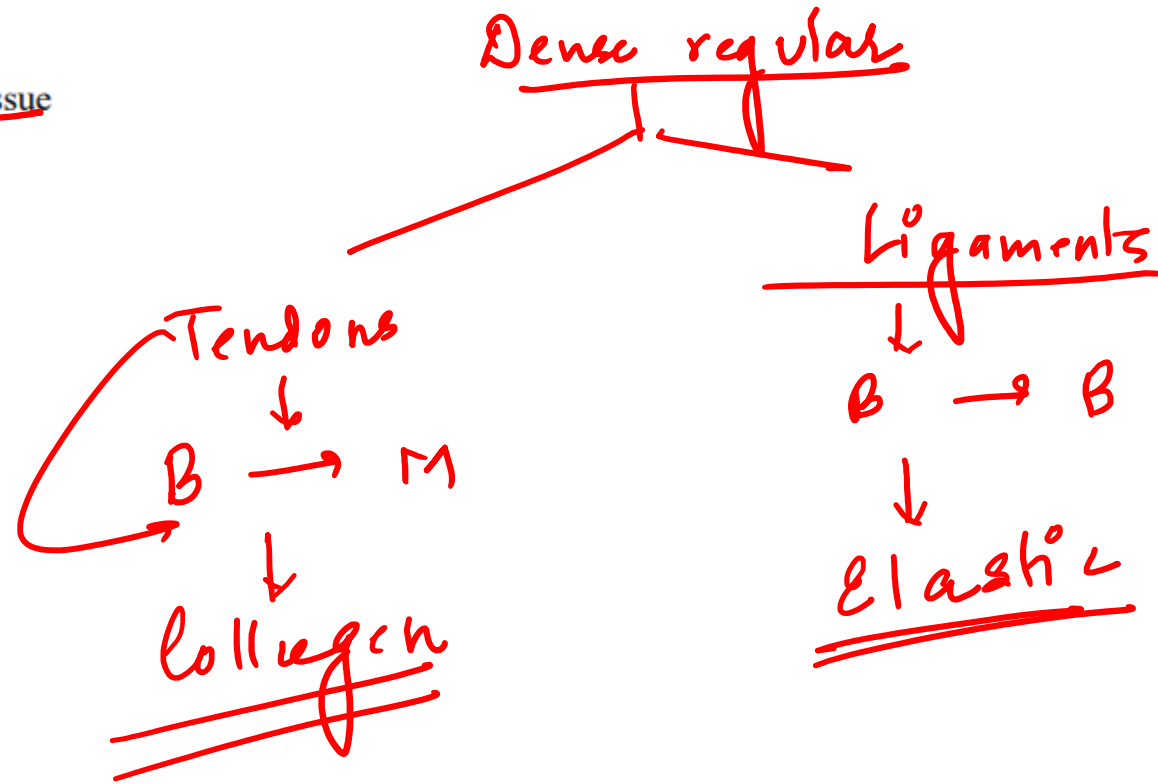 Dense regular
ssue
Ligaments
Tendons
B → B
B → M
Elastic
Collagen